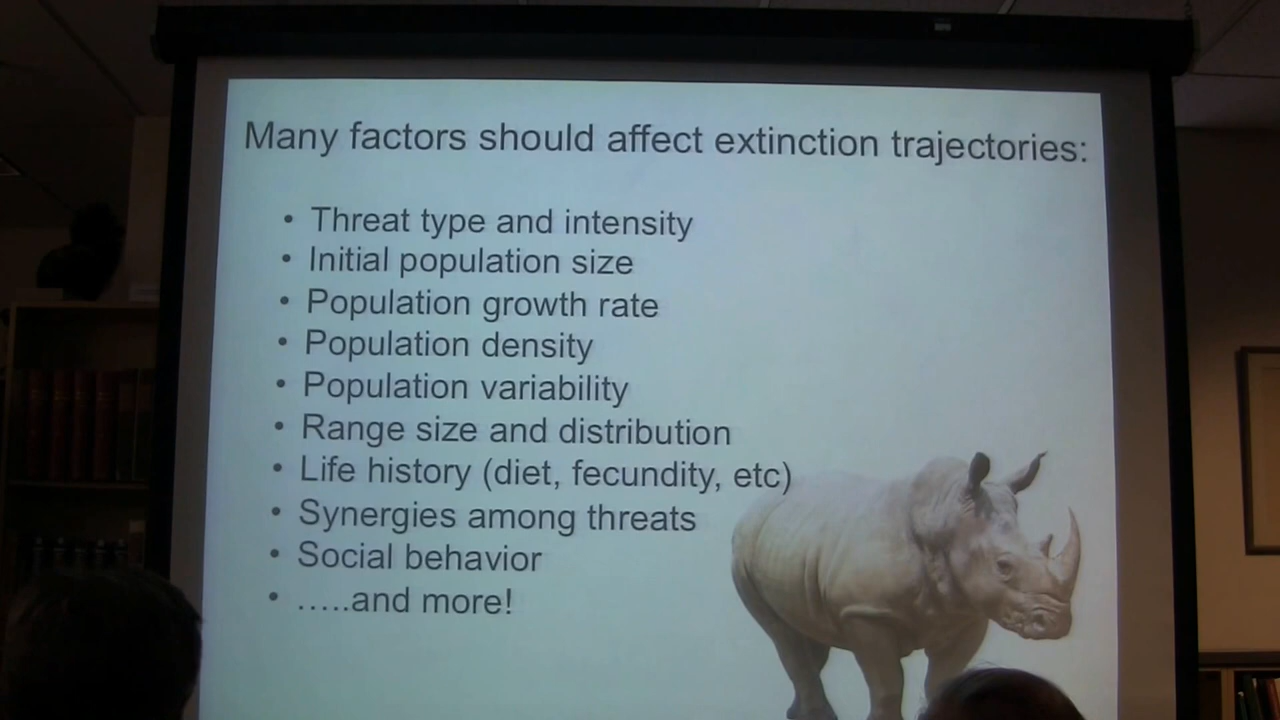 Many factors should affect extinction trajectories:
• Threat type and intensity
• Initial population size
• Population growth rate
• Population density
• Population variability
• Range size and distribution
• Life history (diet, fecundity, etc)
• Synergies among threats
• Social behavior
• .....and more!